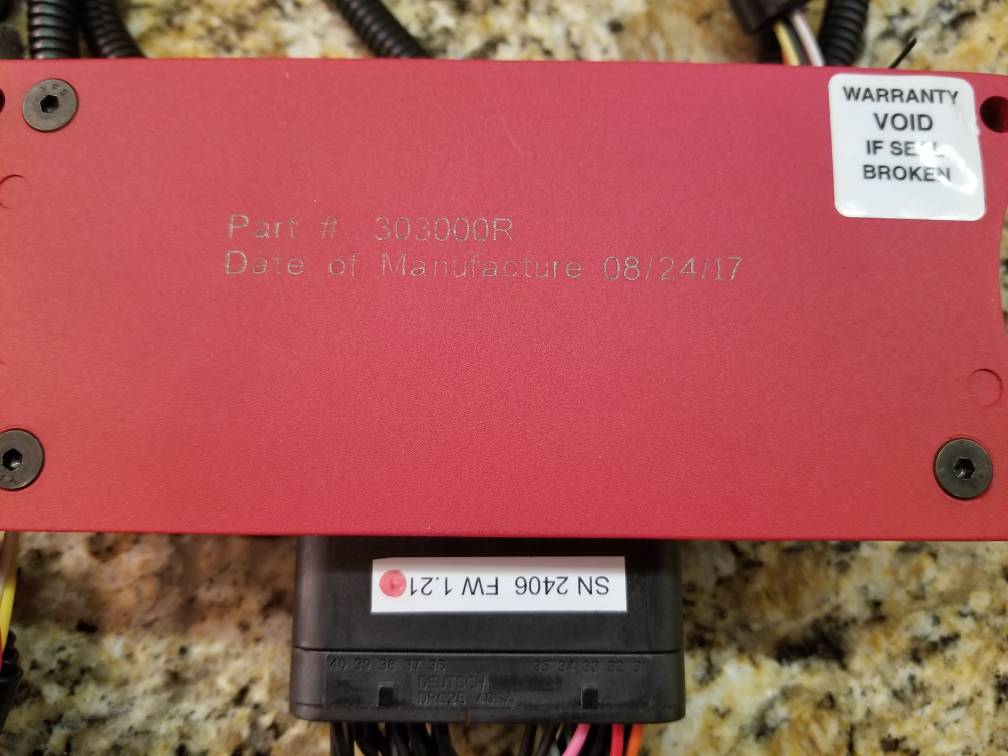 WARRANTY
VOID
IF SEAL
BROKEN
Part # 303000R
Date of Manufacture 08/24/17
SN 2406 FW 1.21
40 39 38 37 36 35 34 33 32 31
DEUTSCH